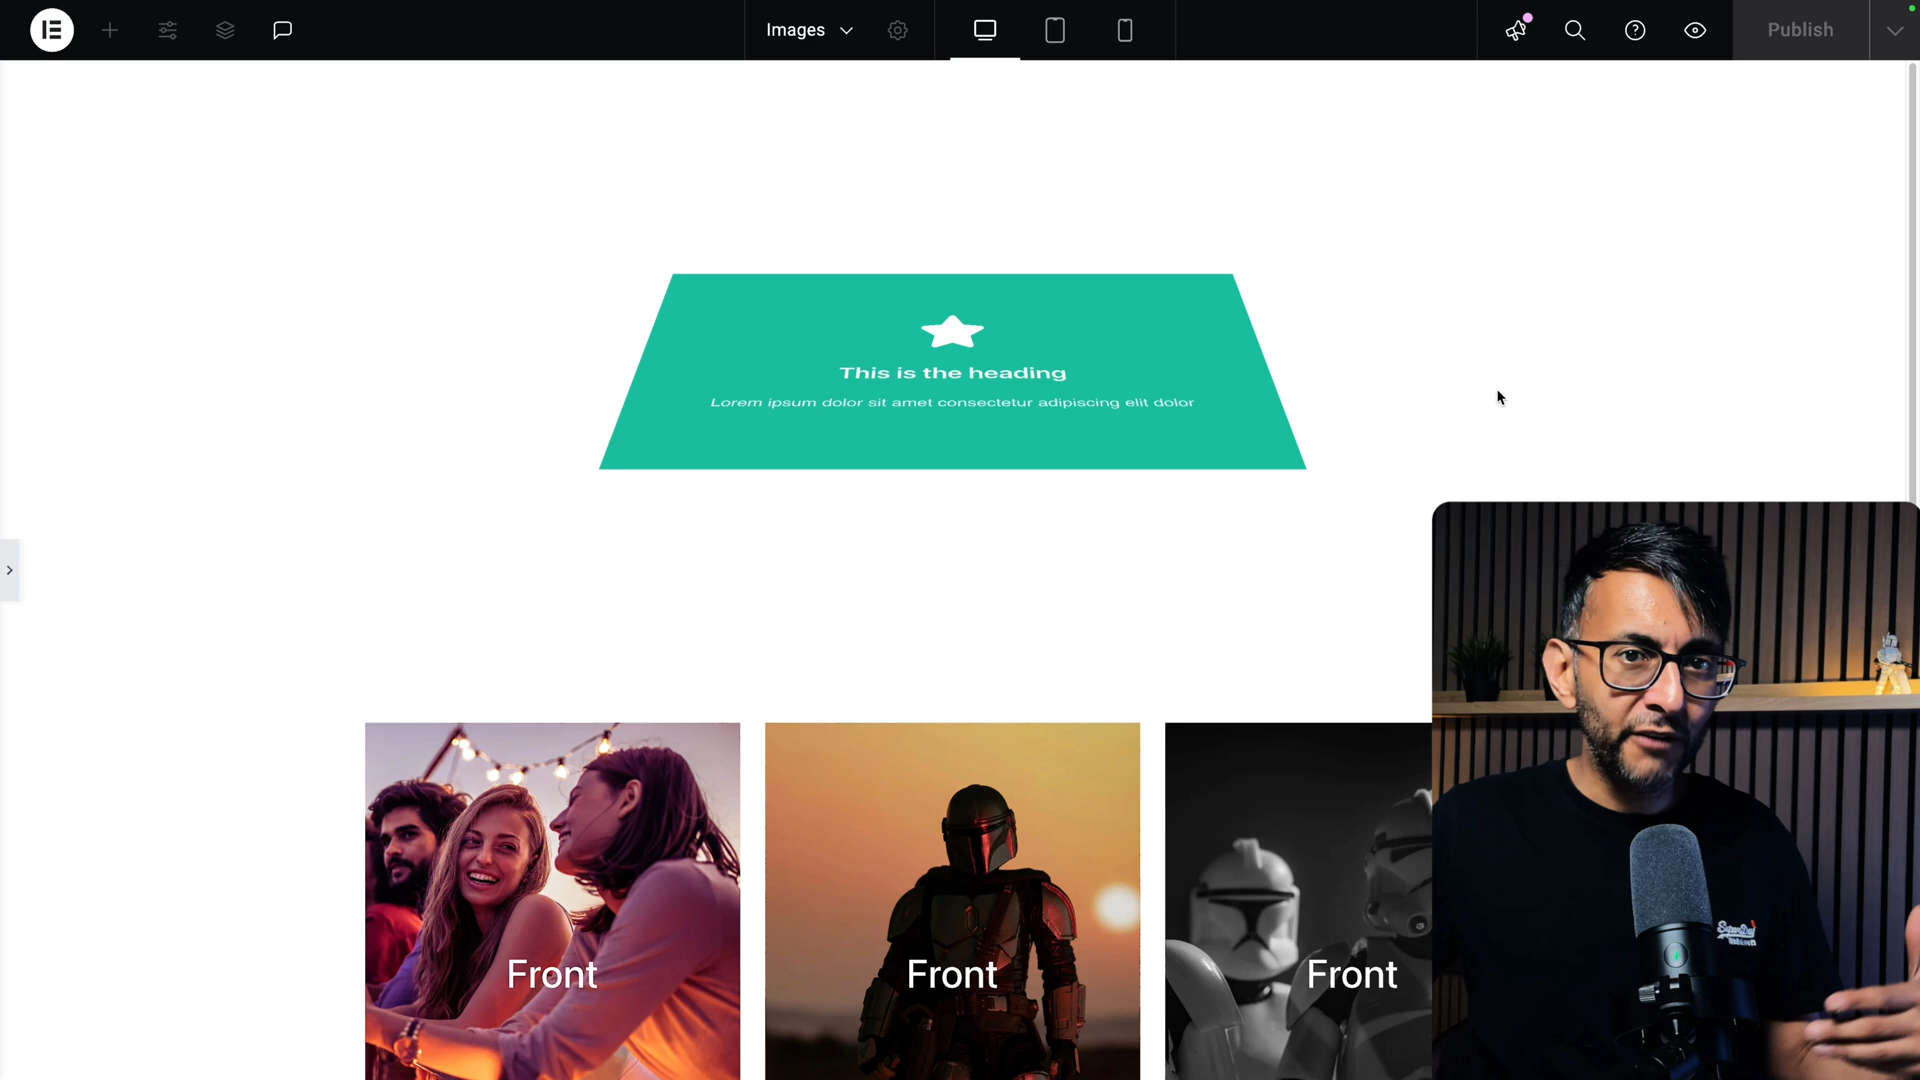 Images
Publish
This is the heading
Lorem ipsum dolor sit amet consectetur adipiscing elit dolor
Front
Front
Front